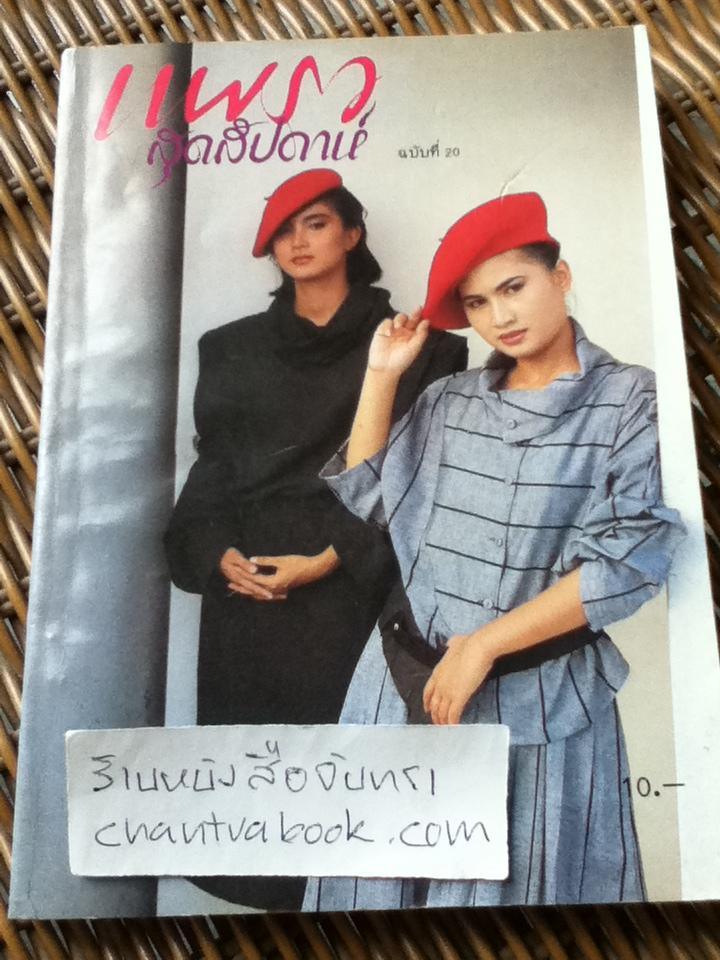 แพรว
สุดสัปดาห์
ฉบับที่ 20
10.—
ร้านหนังสือจันทรา
chantrabook.com